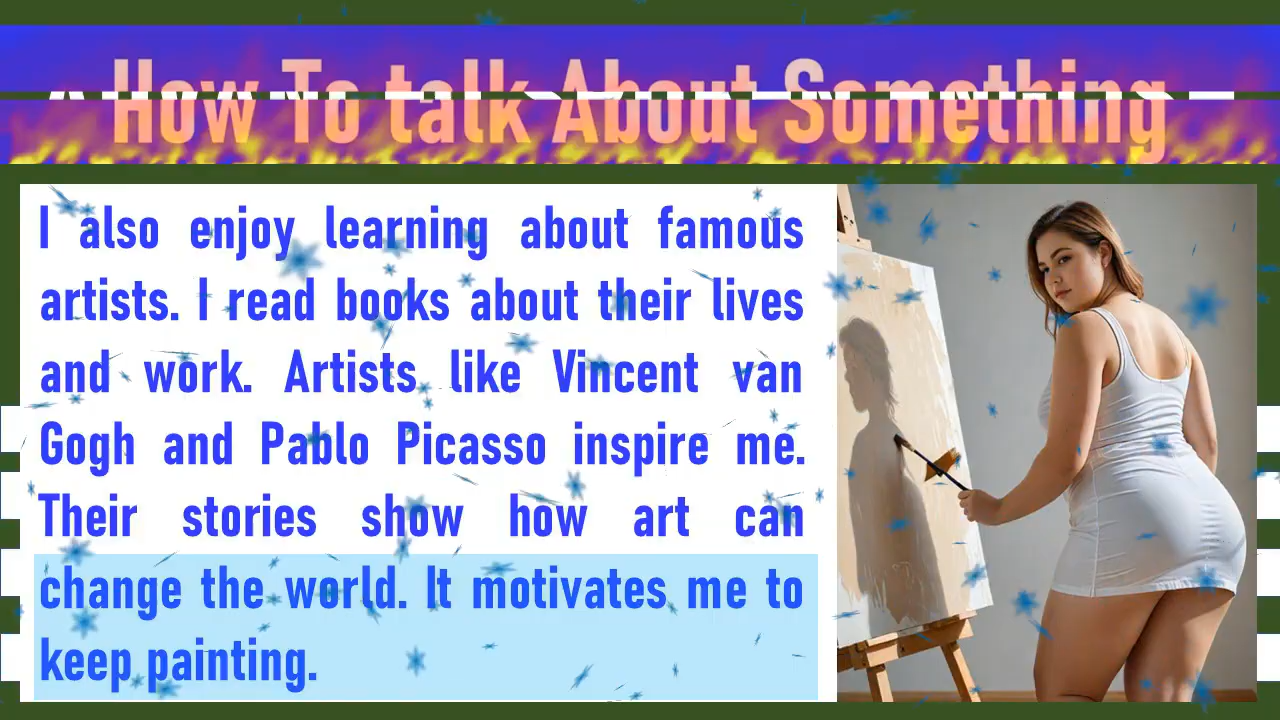 How To talk About Something
I also enjoy learning about famous
artists. I read books about their lives
and work. Artists like Vincent van
Gogh and Pablo Picasso inspire me.
Their stories show how art can
change the world. It motivates me to
keep painting.